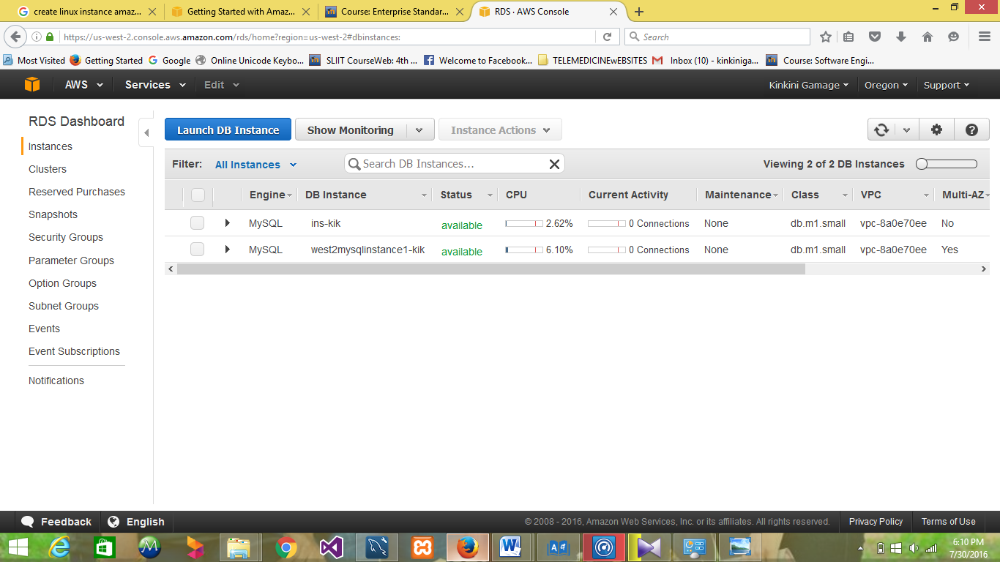 create linux instance amaz...
Getting Started with Amaz...
Course: Enterprise Standar...
RDS · AWS Console
https://us-west-2.console.aws.amazon.com/rds/home?region=us-west-2#dbinstances:
Search
Most Visited
Getting Started
Google
Online Unicode Keybo...
SLIIT CourseWeb: 4th ...
Welcome to Facebook...
TELEMEDICINEwEBSITES
Inbox (10) - kinkiniga...
Course: Software Engi...
AWS
Services
Edit
Kinkini Gamage
Oregon
Support
RDS Dashboard
Instances
Clusters
Reserved Purchases
Snapshots
Security Groups
Parameter Groups
Option Groups
Subnet Groups
Events
Event Subscriptions
Notifications
Launch DB Instance
Show Monitoring
Instance Actions
Filter: All Instances
Search DB Instances...
Viewing 2 of 2 DB Instances
Engine DB Instance Status CPU Current Activity Maintenance Class VPC Multi-AZ
MySQL ins-kik available 2.62% 0 Connections None db.m1.small vpc-8a0e70ee No
MySQL west2mysqlinstance1-kik available 6.10% 0 Connections None db.m1.small vpc-8a0e70ee Yes
Feedback
English
© 2008 - 2016, Amazon Web Services, Inc. or its affiliates. All rights reserved.
Privacy Policy
Terms of Use
6:10 PM
7/30/2016